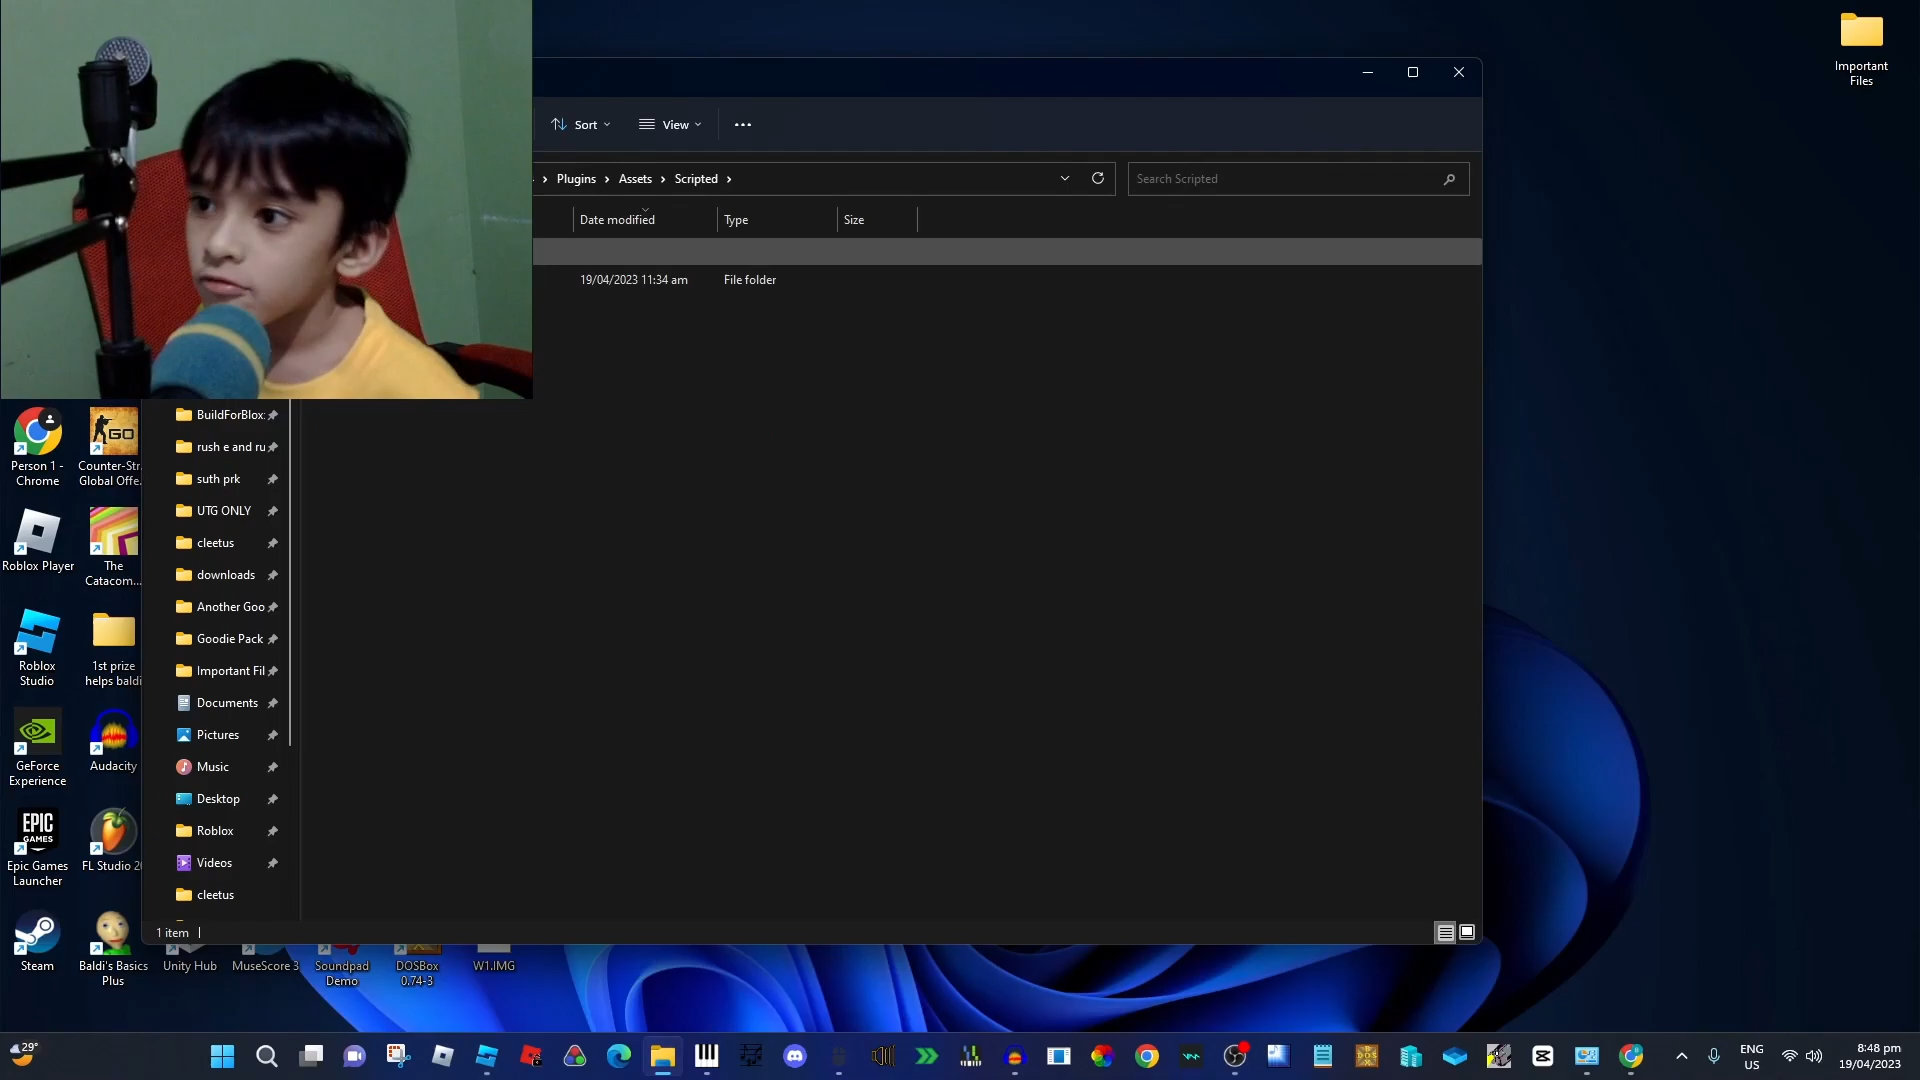 Important
Files
Sort
View
Plugins
Assets
Scripted
Search Scripted
Date modified
Type
Size
19/04/2023 11:34 am
File folder
BuildForBlox
rush e and ru
suth prk
UTG ONLY
cleetus
downloads
Another Goo
Goodie Pack
Important Fil
Documents
Pictures
Music
Desktop
Roblox
Videos
cleetus
1 item
Person 1 -
Chrome
Counter-Str...
Global Offe...
GO
Roblox Player
The
Catacom...
Roblox
Studio
1st prize
helps baldi
GeForce
Experience
Audacity
EPIC
GAMES
Epic Games
Launcher
FL Studio 2
Steam
Baldi's Basics
Plus
Unity Hub
MuseScore 3
Soundpad
Demo
DOSBox
0.74-3
W1.IMG
29°
ENG
US
8:48 pm
19/04/2023